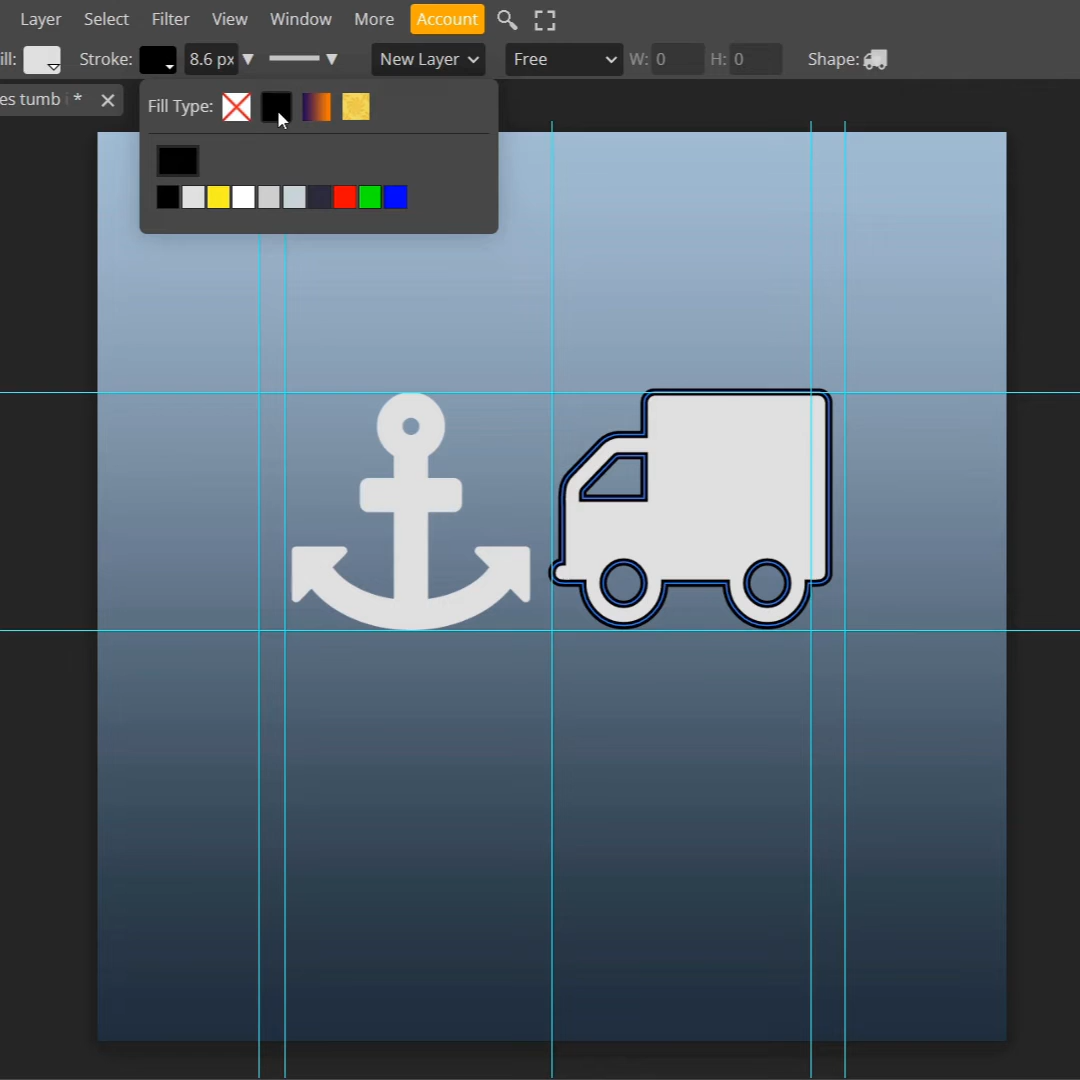 Layer Select Filter View Window More Account
ill: Stroke: 8.6 px New Layer Free W: 0 H: 0 Shape:
es tumb i * 
Fill Type: